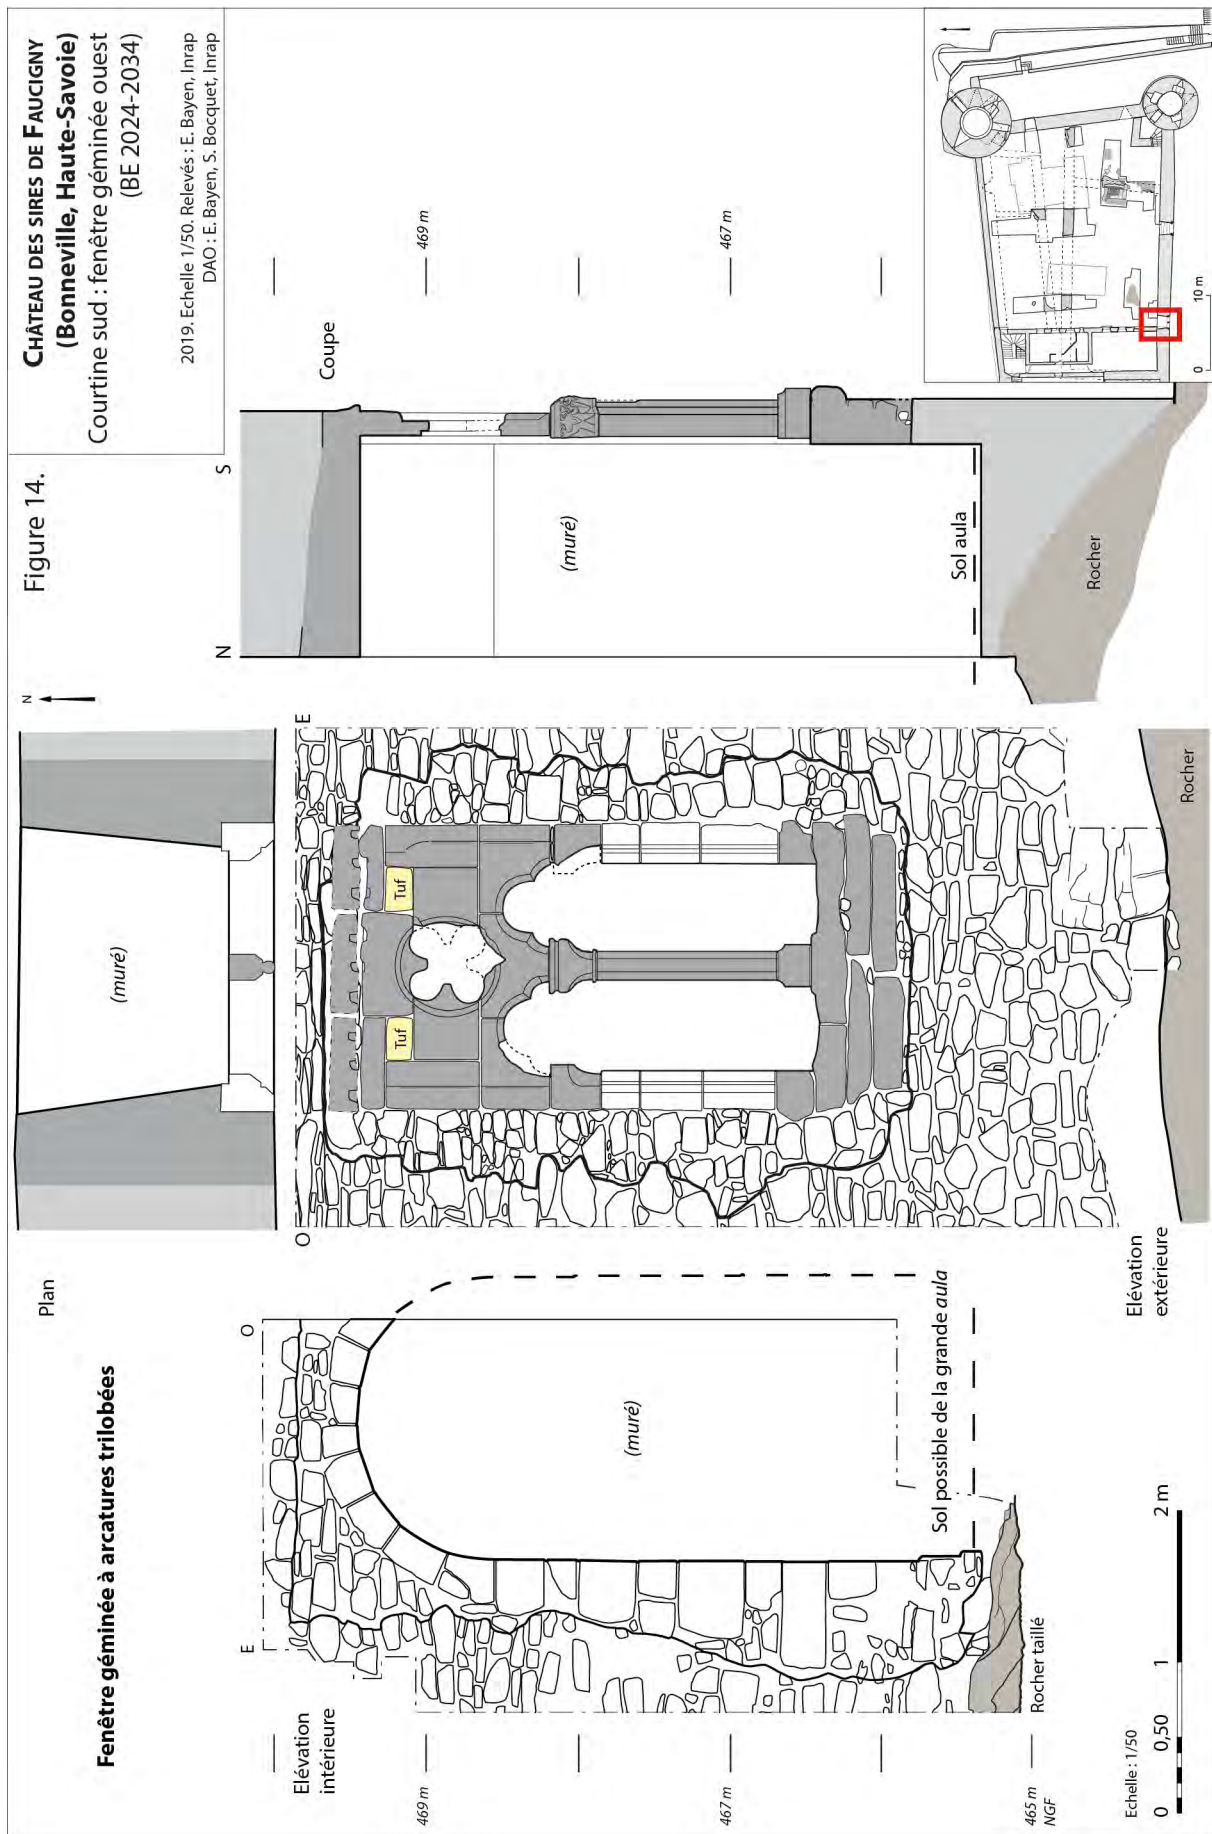 Figure 14.
CHÂTEAU DES SIRES DE FAUCIGNY
(Bonneville, Haute-Savoie)
Courtine sud : fenêtre géminée ouest
(BE 2024-2034)
2019. Echelle 1/50. Relevés : E. Bayen, Inrap
DAO : E. Bayen, S. Bocquet, Inrap
Fenêtre géminée à arcatures trilobées
Plan
N
(muré)
Elévation
intérieure
E
O
469 m
467 m
465 m
NGF
(muré)
Sol possible de la grande aula
Rocher taillé
O
E
Tuf
Tuf
Elévation
extérieure
Rocher
N
S
Coupe
469 m
467 m
(muré)
Sol aula
Rocher
0
10 m
Echelle : 1/50
0
0,50
1
2 m